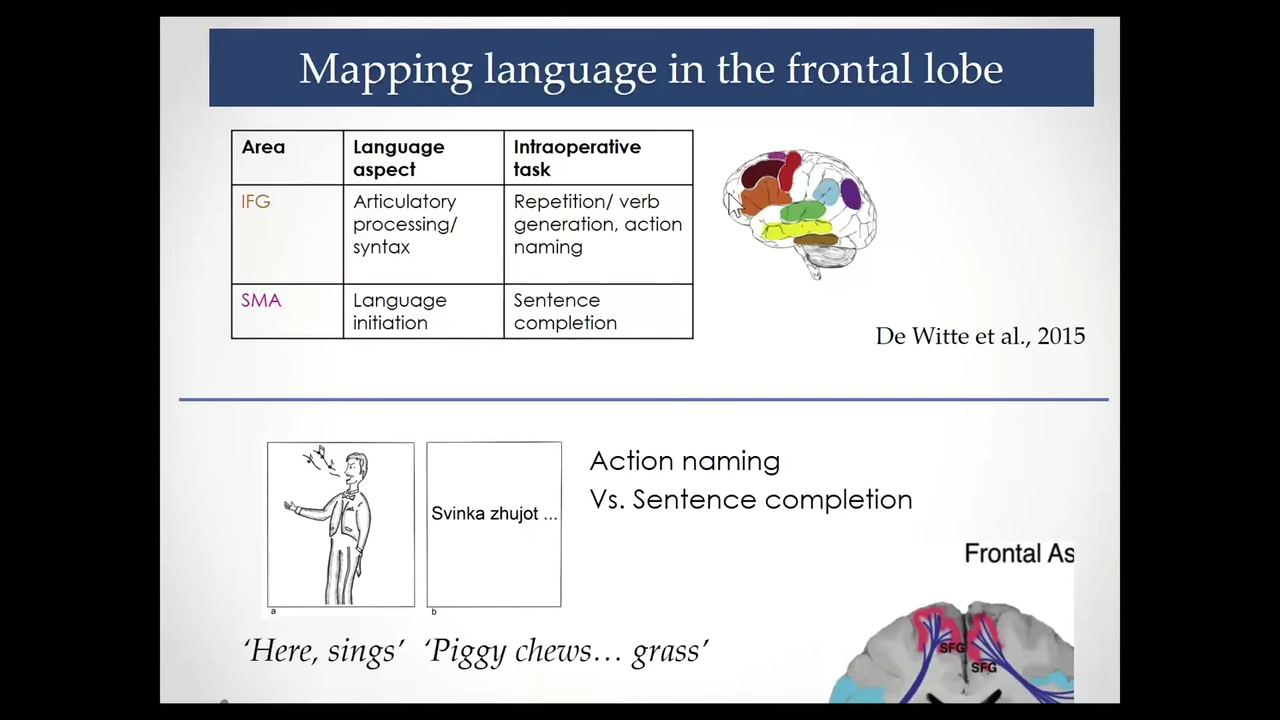 Mapping language in the frontal lobe
Area
Language
aspect
Intraoperative
task
IFG
Articulatory
processing/
syntax
Repetition/ verb
generation, action
naming
SMA
Language
initiation
Sentence
completion
De Witte et al., 2015
Svinka zhujot ...
a
b
Action naming
Vs. Sentence completion
'Here, sings' 'Piggy chews… grass'
Frontal As
SFG
SFG